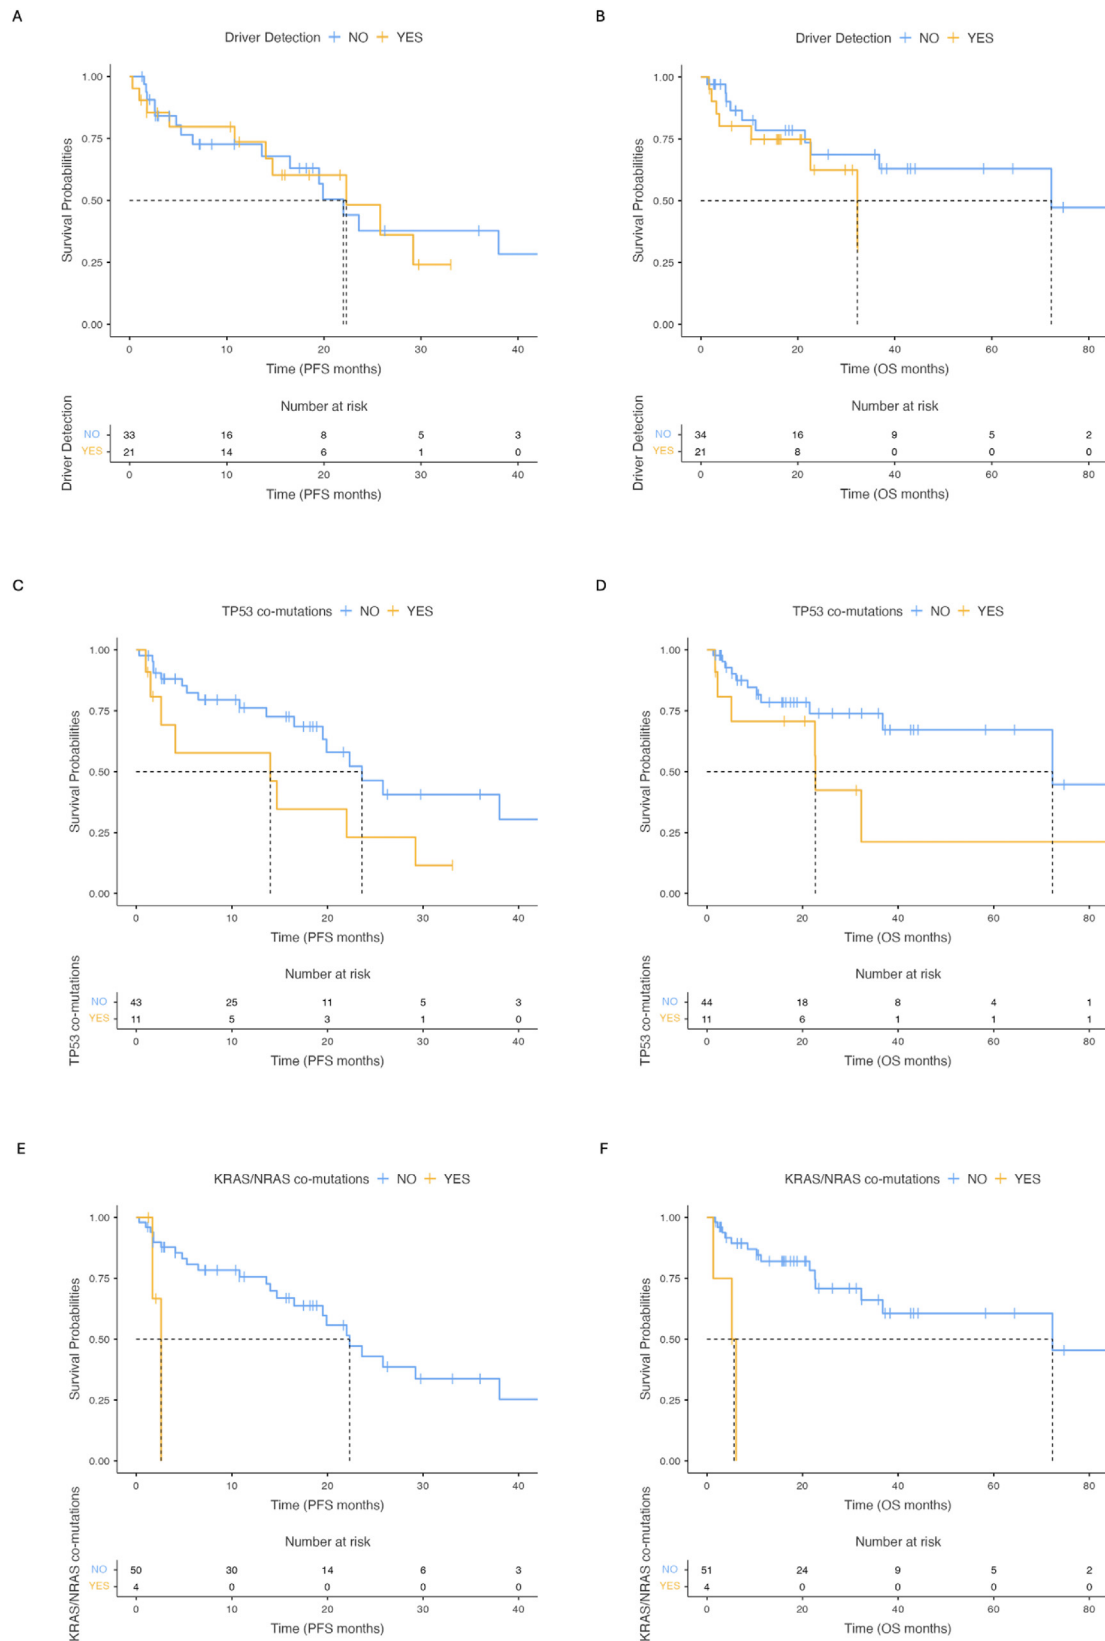 A
Driver Detection NO YES
Survival Probabilities
1.00
0.75
0.50
0.25
0.00
0 10 20 30 40
Time (PFS months)
Number at risk
Driver Detection
NO 33 16 8 5 3
YES 21 14 6 1 0
0 10 20 30 40
Time (PFS months)
B
Driver Detection NO YES
Survival Probabilities
1.00
0.75
0.50
0.25
0.00
0 20 40 60 80
Time (OS months)
Number at risk
Driver Detection
NO 34 16 9 5 2
YES 21 8 0 0 0
0 20 40 60 80
Time (OS months)
C
TP53 co-mutations NO YES
Survival Probabilities
1.00
0.75
0.50
0.25
0.00
0 10 20 30 40
Time (PFS months)
Number at risk
TP53 co-mutations
NO 43 25 11 5 3
YES 11 5 3 1 0
0 10 20 30 40
Time (PFS months)
D
TP53 co-mutations NO YES
Survival Probabilities
1.00
0.75
0.50
0.25
0.00
0 20 40 60 80
Time (OS months)
Number at risk
TP53 co-mutations
NO 44 18 8 4 1
YES 11 6 1 1 1
0 20 40 60 80
Time (OS months)
E
KRAS/NRAS co-mutations NO YES
Survival Probabilities
1.00
0.75
0.50
0.25
0.00
0 10 20 30 40
Time (PFS months)
Number at risk
KRAS/NRAS co-mutations
NO 50 30 14 6 3
YES 4 0 0 0 0
0 10 20 30 40
Time (PFS months)
F
KRAS/NRAS co-mutations NO YES
Survival Probabilities
1.00
0.75
0.50
0.25
0.00
0 20 40 60 80
Time (OS months)
Number at risk
KRAS/NRAS co-mutations
NO 51 24 9 5 2
YES 4 0 0 0 0
0 20 40 60 80
Time (OS months)